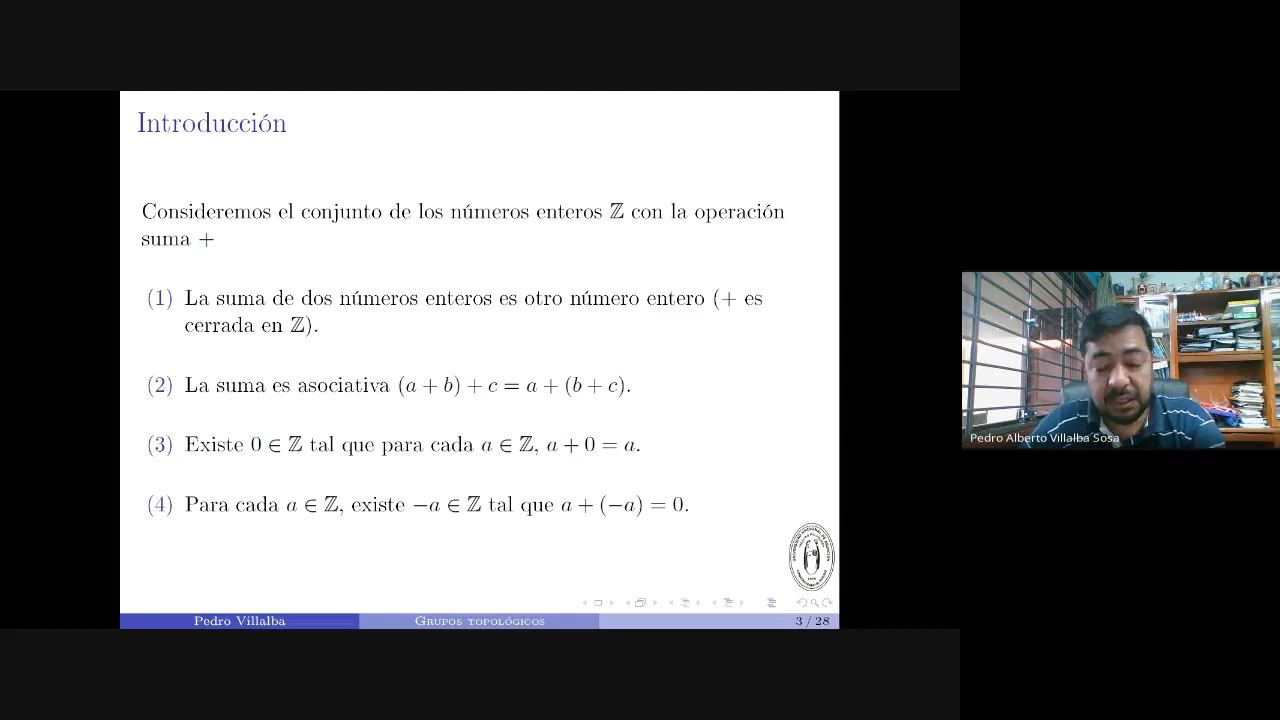 Introducción
Consideremos el conjunto de los números enteros ℤ con la operación
suma +
(1) La suma de dos números enteros es otro número entero (+ es
cerrada en ℤ).
(2) La suma es asociativa (a + b) + c = a + (b + c).
(3) Existe 0 ∈ ℤ tal que para cada a ∈ ℤ, a + 0 = a.
(4) Para cada a ∈ ℤ, existe −a ∈ ℤ tal que a + (−a) = 0.
Pedro Villalba
Grupos topológicos
3 / 28
Pedro Alberto Villalba Sosa